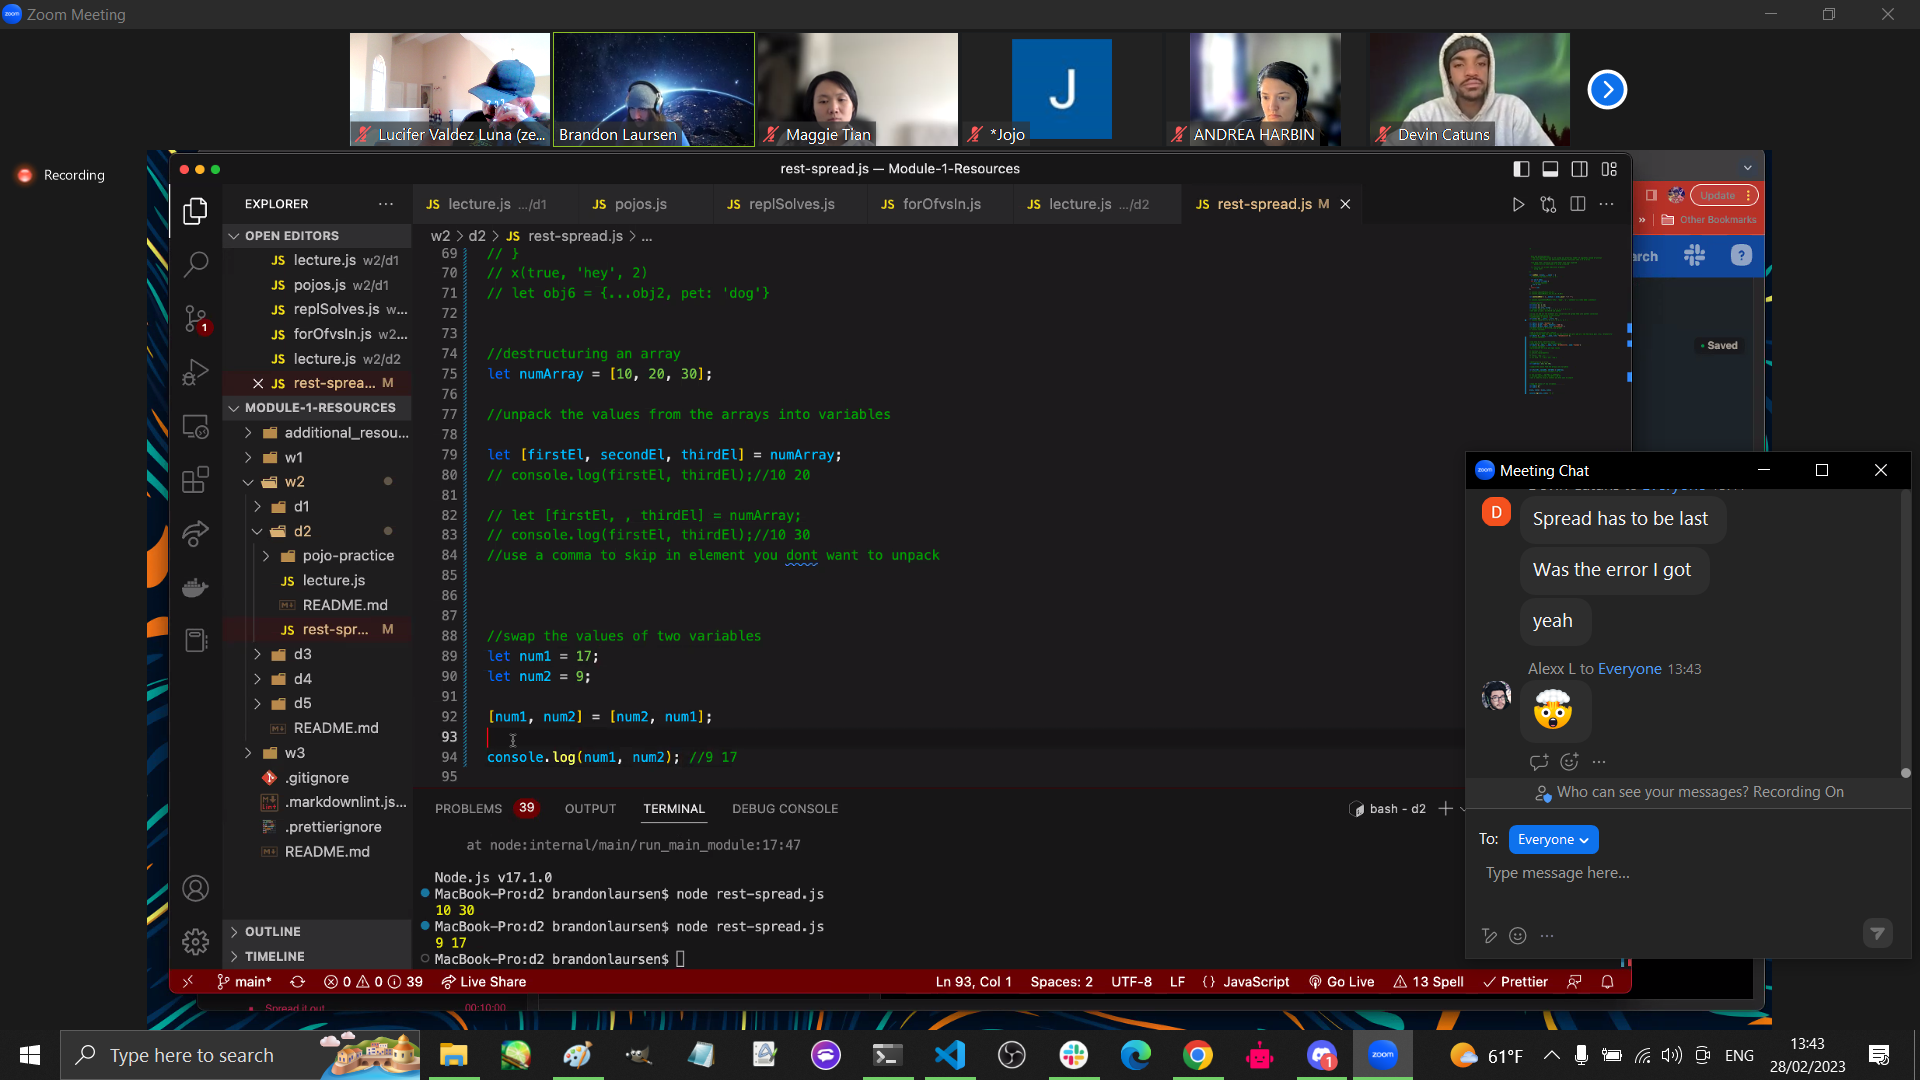 Zoom Meeting
Lucifer Valdez Luna (ze...
Brandon Laursen
Maggie Tian
J
*Jojo
ANDREA HARBIN
Devin Catuns
Recording
rest-spread.js — Module-1-Resources
Update
Other Bookmarks
arch
Saved
EXPLORER
OPEN EDITORS
JS lecture.js w2/d1
JS pojos.js w2/d1
JS replSolves.js w...
JS forOfvsIn.js w2...
JS lecture.js w2/d2
JS rest-sprea... M
MODULE-1-RESOURCES
additional_resou...
w1
w2
d1
d2
pojo-practice
JS lecture.js
README.md
JS rest-spr... M
d3
d4
d5
README.md
w3
.gitignore
.markdownlint.js...
.prettierignore
README.md
OUTLINE
TIMELINE
JS lecture.js .../d1
JS pojos.js
JS replSolves.js
JS forOfvsIn.js
JS lecture.js .../d2
JS rest-spread.js M
w2 > d2 > JS rest-spread.js > ...
69 // }
70 // x(true, 'hey', 2)
71 // let obj6 = {...obj2, pet: 'dog'}
72
73
74 //destructuring an array
75 let numArray = [10, 20, 30];
76
77 //unpack the values from the arrays into variables
78
79 let [firstEl, secondEl, thirdEl] = numArray;
80 // console.log(firstEl, thirdEl);//10 20
81
82 // let [firstEl, , thirdEl] = numArray;
83 // console.log(firstEl, thirdEl);//10 30
84 //use a comma to skip in element you dont want to unpack
85
86
87
88 //swap the values of two variables
89 let num1 = 17;
90 let num2 = 9;
91
92 [num1, num2] = [num2, num1];
93
94 console.log(num1, num2); //9 17
95
PROBLEMS 39 OUTPUT TERMINAL DEBUG CONSOLE
bash - d2
at node:internal/main/run_main_module:17:47
Node.js v17.1.0
MacBook-Pro:d2 brandonlaursen$ node rest-spread.js
10 30
MacBook-Pro:d2 brandonlaursen$ node rest-spread.js
9 17
MacBook-Pro:d2 brandonlaursen$
main* 0 0 39 Live Share
Ln 93, Col 1 Spaces: 2 UTF-8 LF {} JavaScript Go Live 13 Spell Prettier
Spread it out 00:10:00
zoom Meeting Chat
D
Spread has to be last
Was the error I got
yeah
Alexx L to Everyone 13:43
Who can see your messages? Recording On
To: Everyone
Type message here...
Type here to search
zoom
61°F
ENG
13:43
28/02/2023